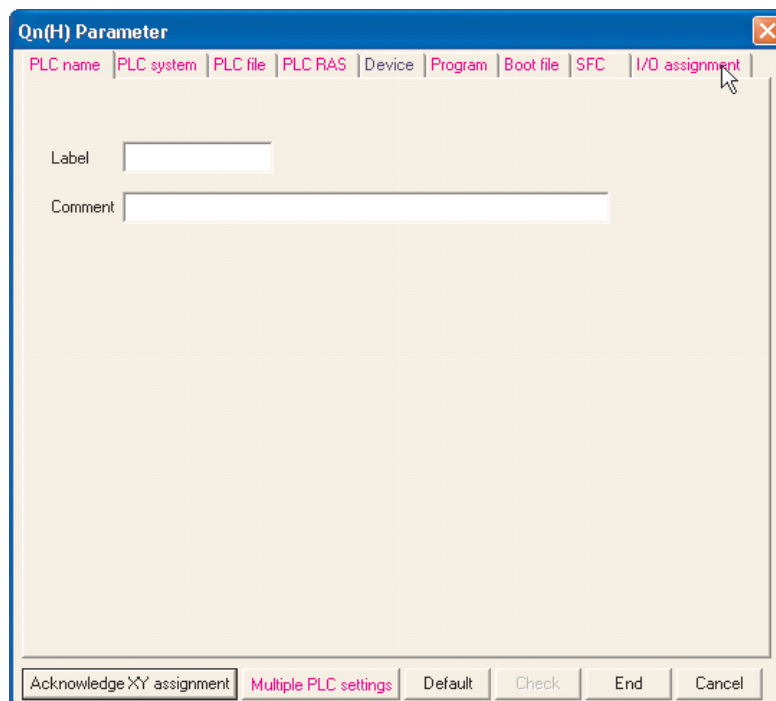 Qn(H) Parameter
PLC name PLC system PLC file PLC RAS Device Program Boot file SFC I/O assignment
Label
Comment
Acknowledge XY assignment Multiple PLC settings Default Check End Cancel